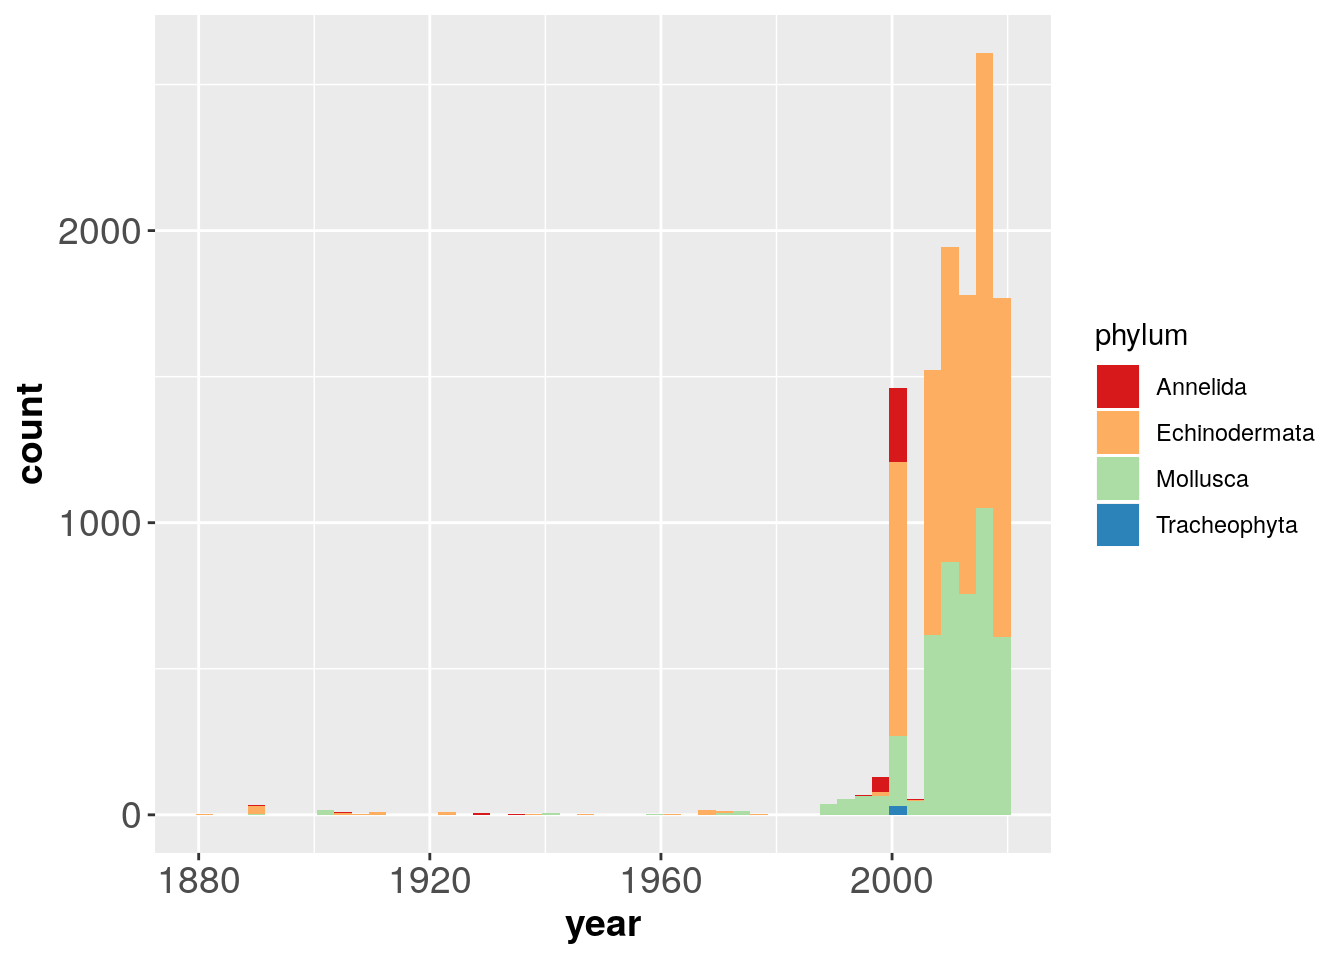 2000
1000
0
count
1880 1920 1960 2000
year
phylum
Annelida
Echinodermata
Mollusca
Tracheophyta